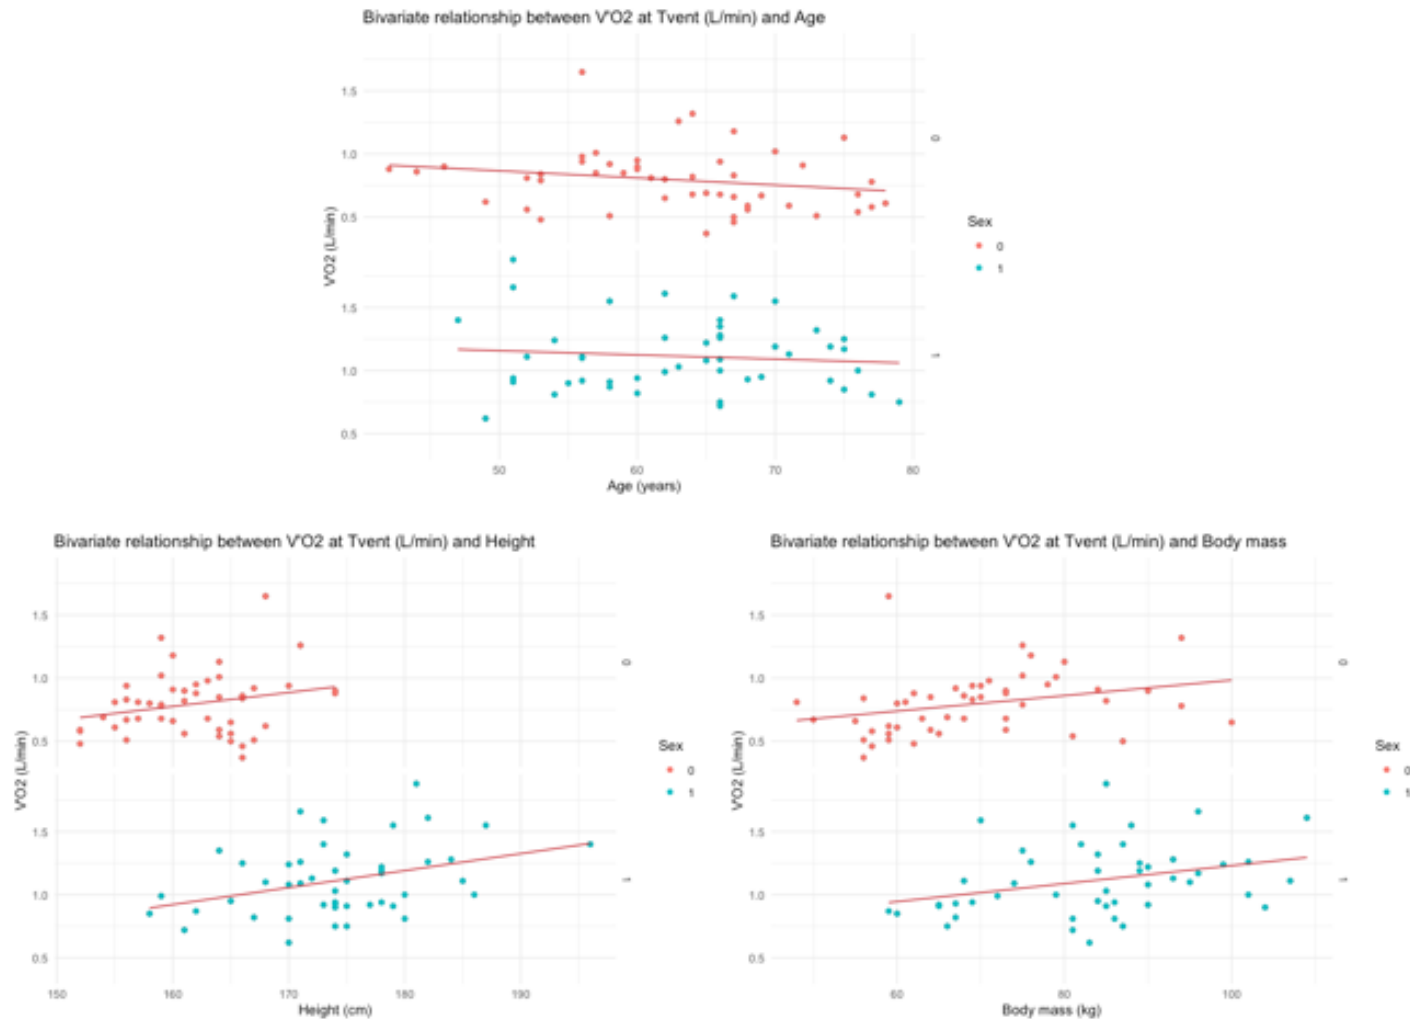 Bivariate relationship between V'O2 at Tvent (L/min) and Age
1.5
1.0
0.5
0
1.5
1.0
0.5
1
V'O2 (L/min)
Sex
0
1
50 60 70 80
Age (years)
Bivariate relationship between V'O2 at Tvent (L/min) and Height
1.5
1.0
0.5
0
1.5
1.0
0.5
1
V'O2 (L/min)
Sex
0
1
150 160 170 180 190
Height (cm)
Bivariate relationship between V'O2 at Tvent (L/min) and Body mass
1.5
1.0
0.5
0
1.5
1.0
0.5
1
V'O2 (L/min)
Sex
0
1
60 80 100
Body mass (kg)